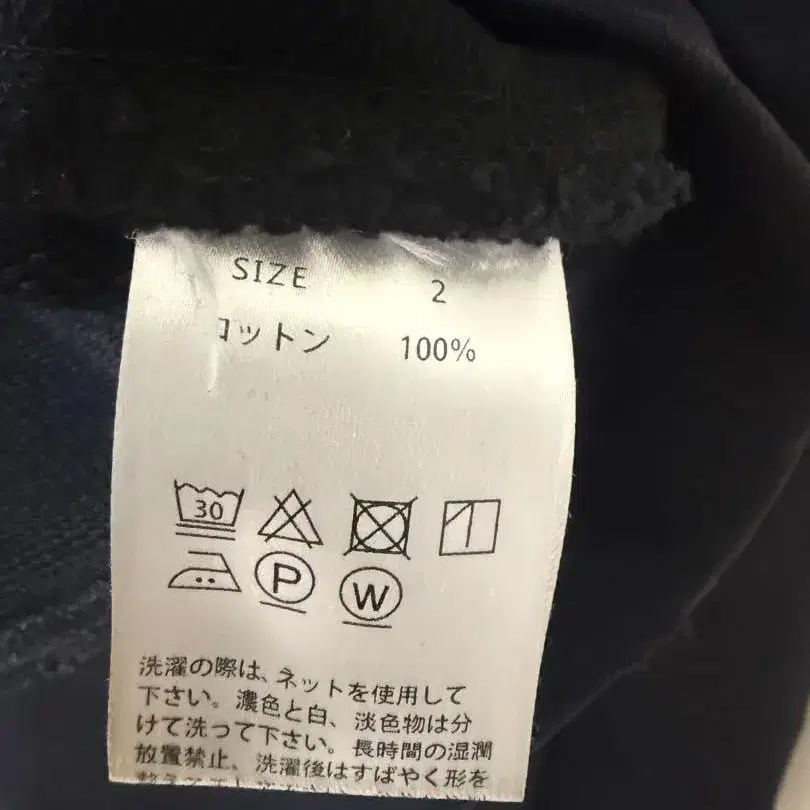 SIZE 2
コットン 100%
30
P W
洗濯の際は、ネットを使用して
下さい。濃色と白、淡色物は分
けて洗って下さい。長時間の湿潤
放置禁止、洗濯後はすばやく形を